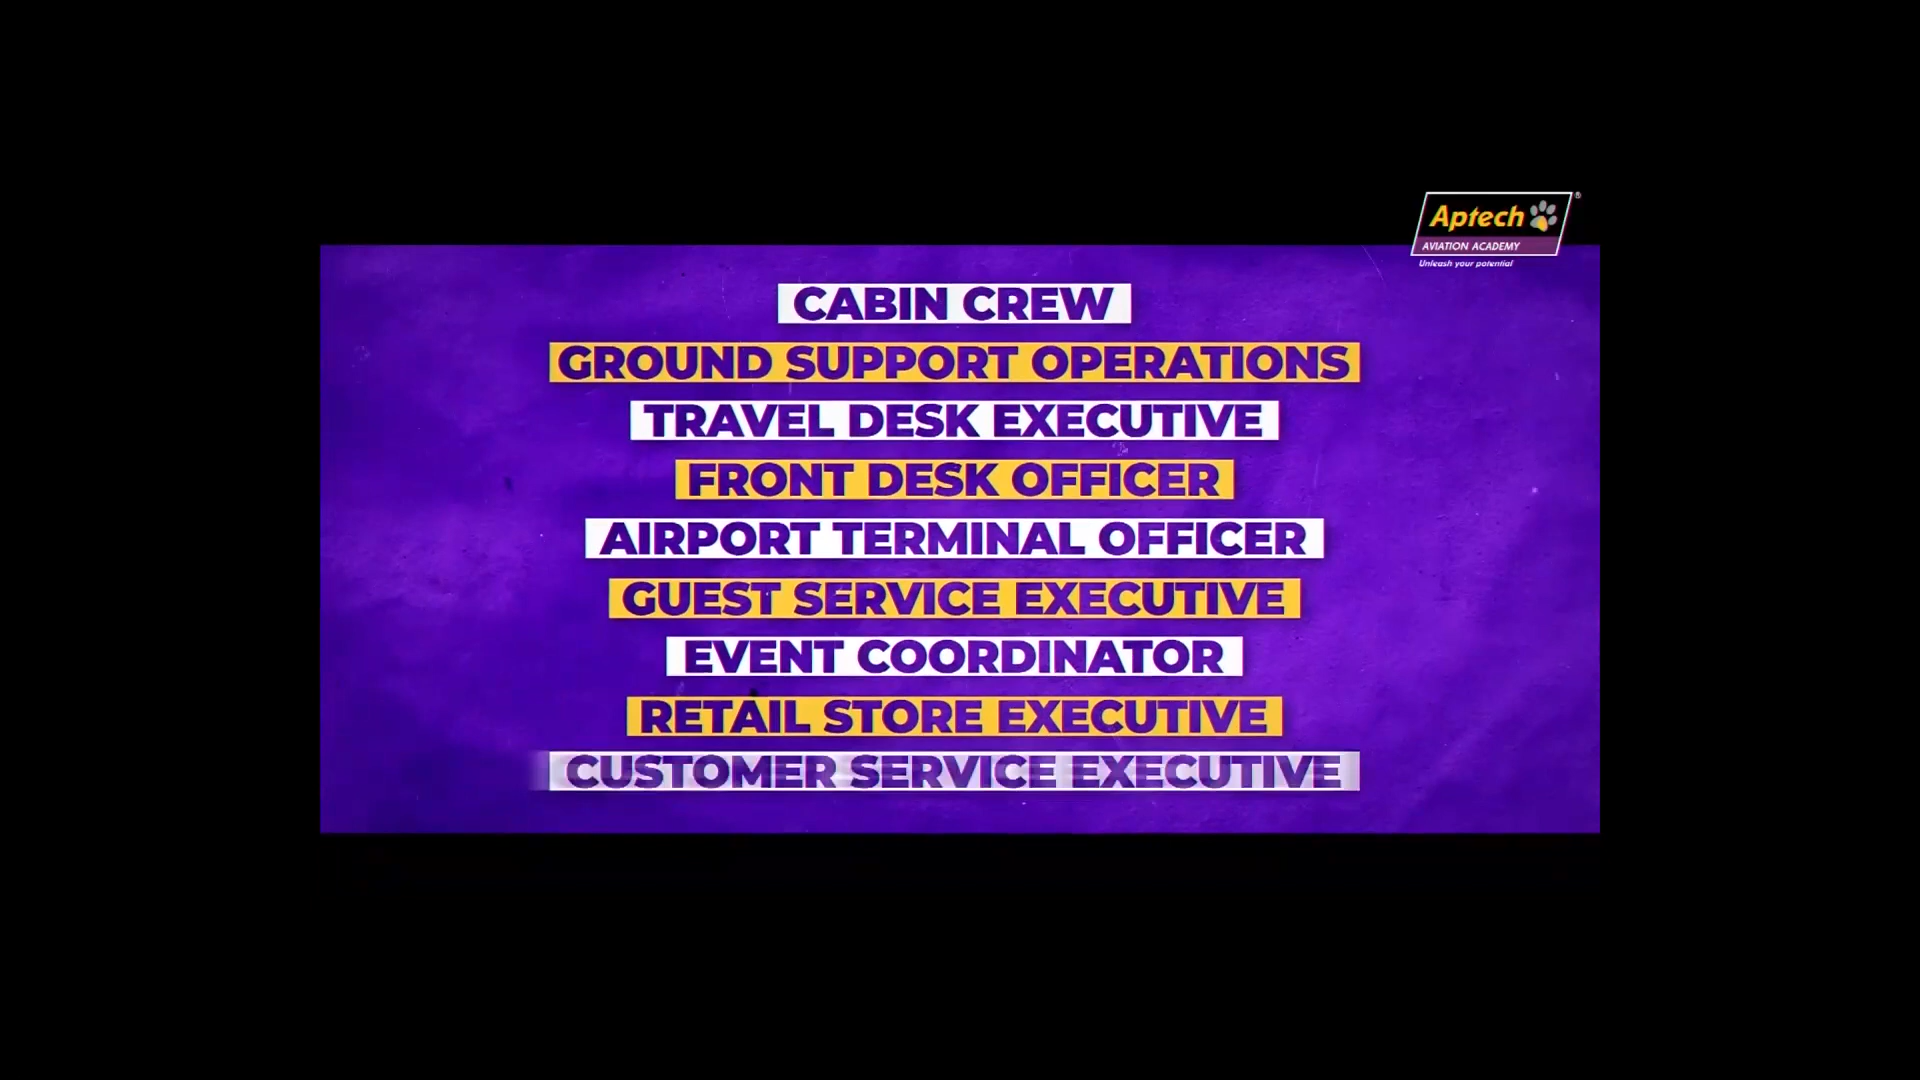 Aptech
AVIATION ACADEMY
Unleash your potential
CABIN CREW
GROUND SUPPORT OPERATIONS
TRAVEL DESK EXECUTIVE
FRONT DESK OFFICER
AIRPORT TERMINAL OFFICER
GUEST SERVICE EXECUTIVE
EVENT COORDINATOR
RETAIL STORE EXECUTIVE
CUSTOMER SERVICE EXECUTIVE